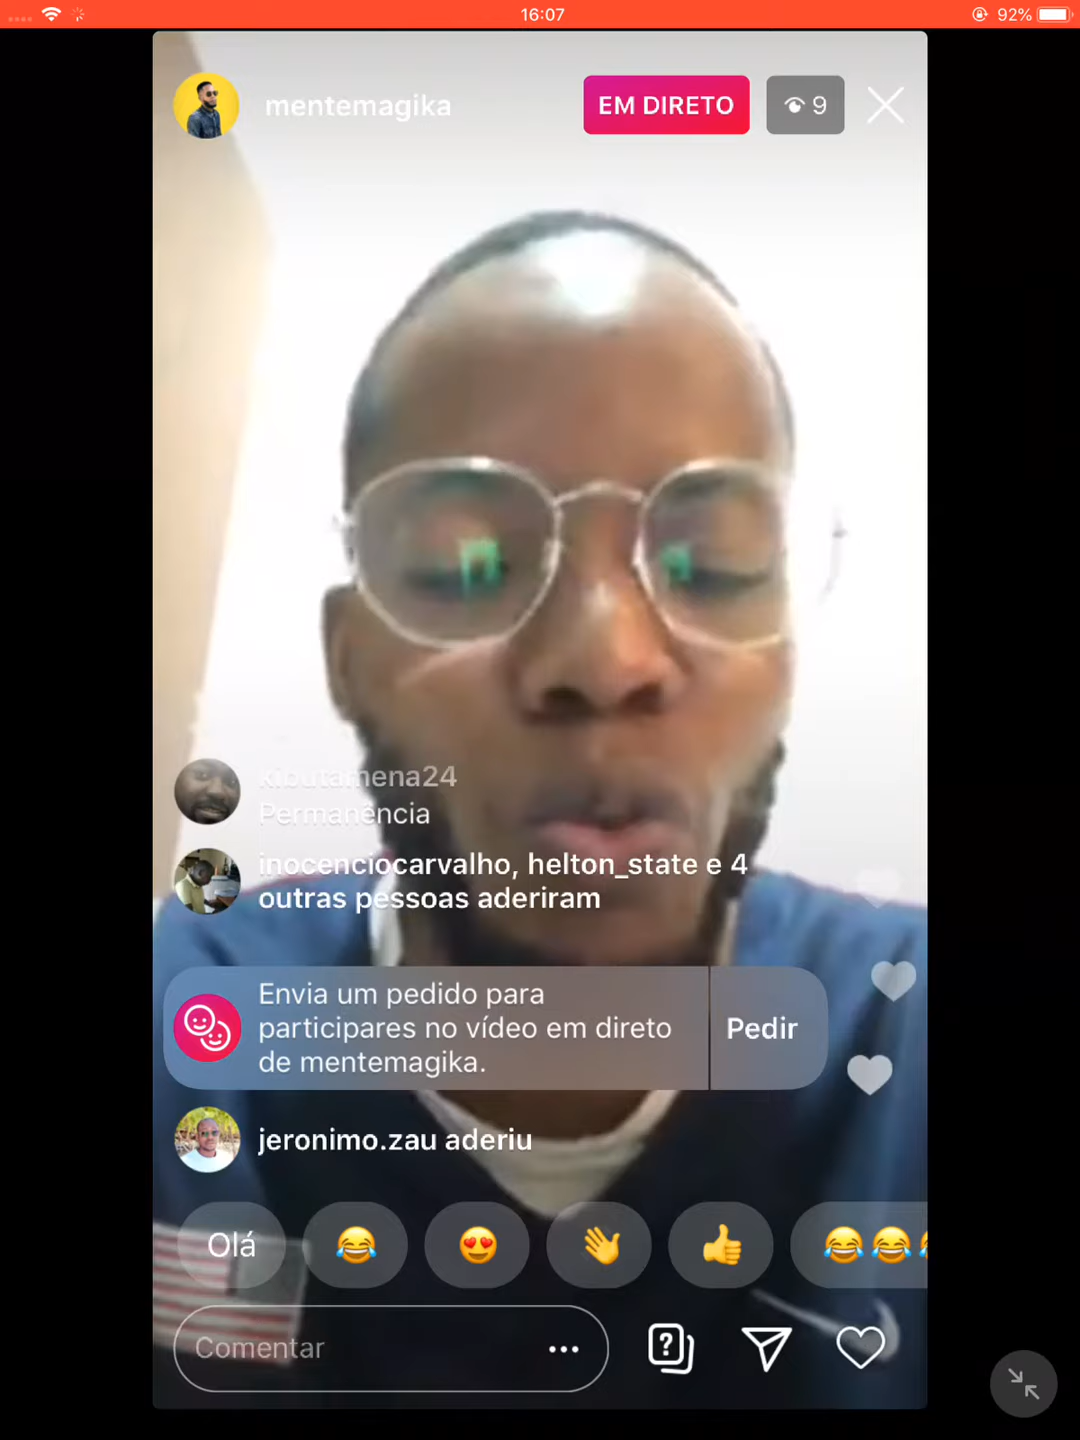 16:07
92%
mentemagika
EM DIRETO
9
kibutamena24
Permanência
inocenciocarvalho, helton_state e 4
outras pessoas aderiram
Envia um pedido para
participares no vídeo em direto
de mentemagika.
Pedir
jeronimo.zau aderiu
Olá
Comentar